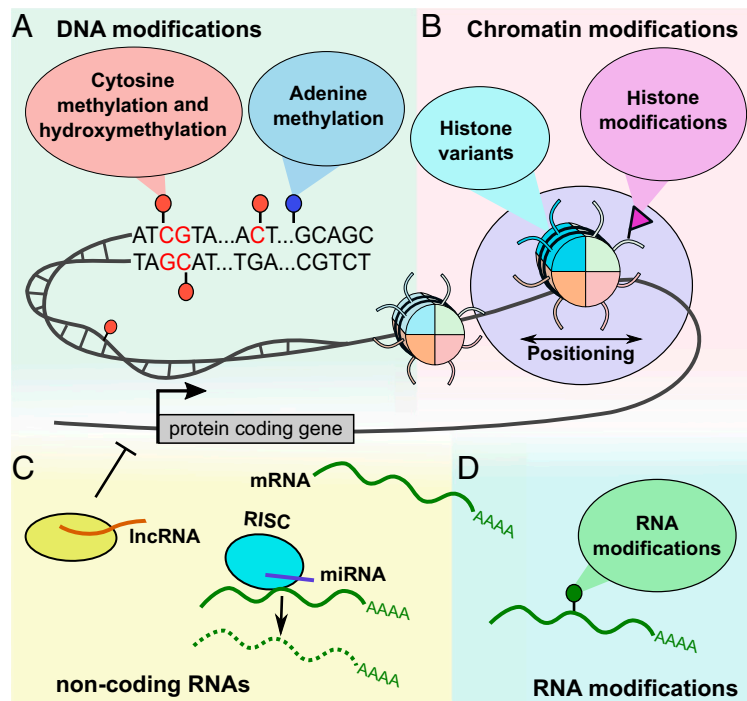 A DNA modifications
Cytosine
methylation and
hydroxymethylation
Adenine
methylation
ATCGTA...ACT...GCAGC
TAGCAT...TGA...CGTCT
B Chromatin modifications
Histone
variants
Histone
modifications
Positioning
protein coding gene
C
lncRNA
mRNA
AAAA
RISC
miRNA
AAAA
AAAA
non-coding RNAs
D
RNA
modifications
AAAA
RNA modifications